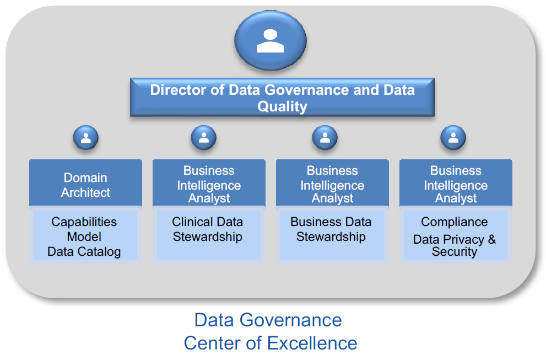 Director of Data Governance and Data
Quality
Domain
Architect
Business
Intelligence
Analyst
Business
Intelligence
Analyst
Business
Intelligence
Analyst
Capabilities
Model
Data Catalog
Clinical Data
Stewardship
Business Data
Stewardship
Compliance
Data Privacy &
Security
Data Governance
Center of Excellence